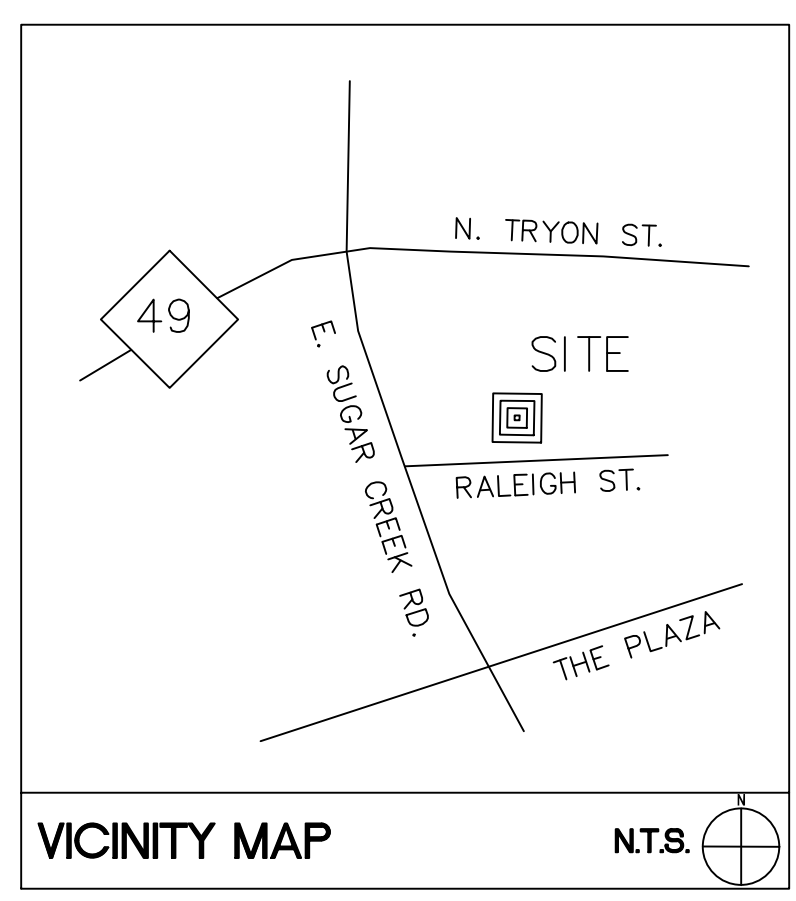 N. TRYON ST.
49
E. SUGAR CREEK RD.
SITE
RALEIGH ST.
THE PLAZA
VICINITY MAP
N.T.S.
N